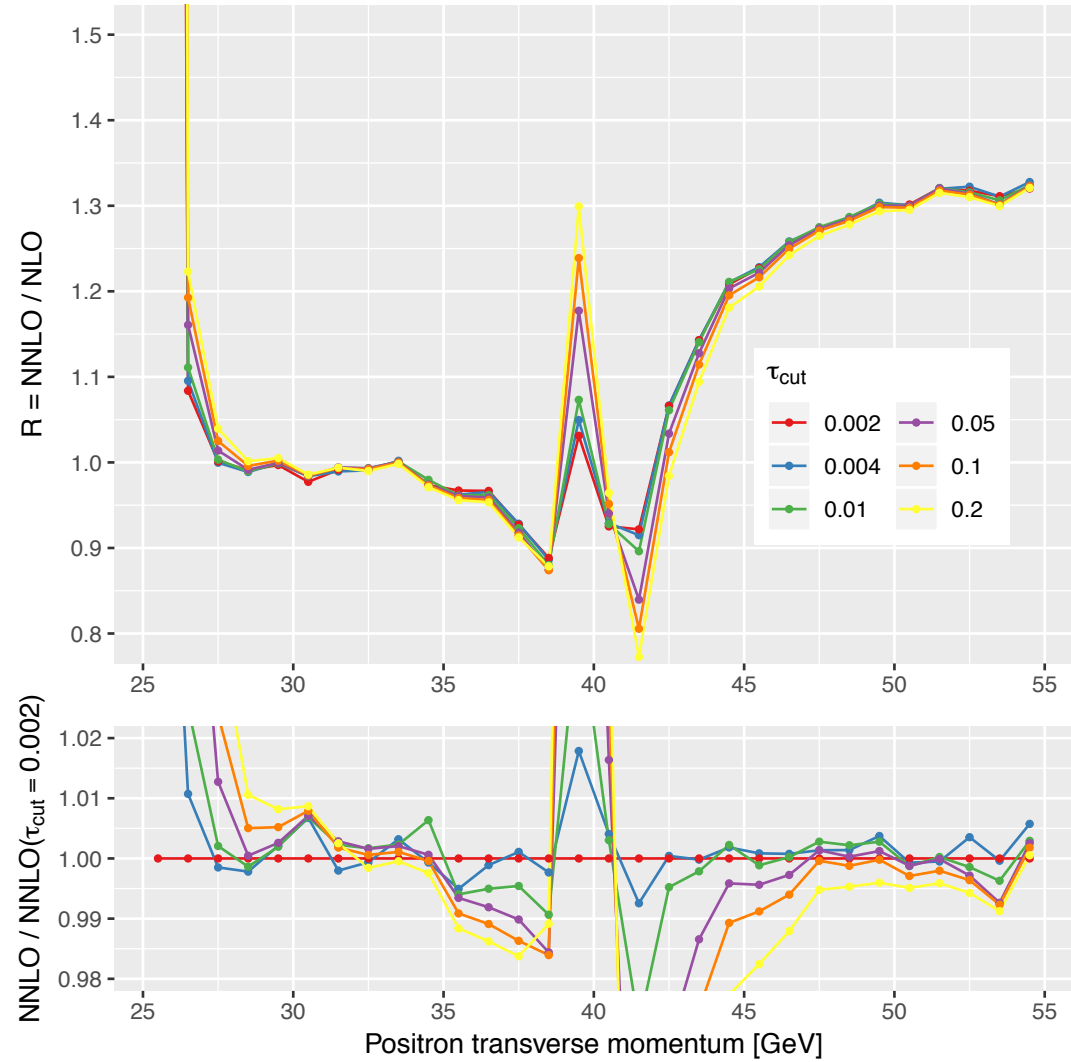 R = NNLO / NLO
1.5
1.4
1.3
1.2
1.1
1.0
0.9
0.8
25 30 35 40 45 50 55
τcut
0.002 0.05
0.004 0.1
0.01 0.2
NNLO / NNLO(τcut = 0.002)
1.02
1.01
1.00
0.99
0.98
25 30 35 40 45 50 55
Positron transverse momentum [GeV]